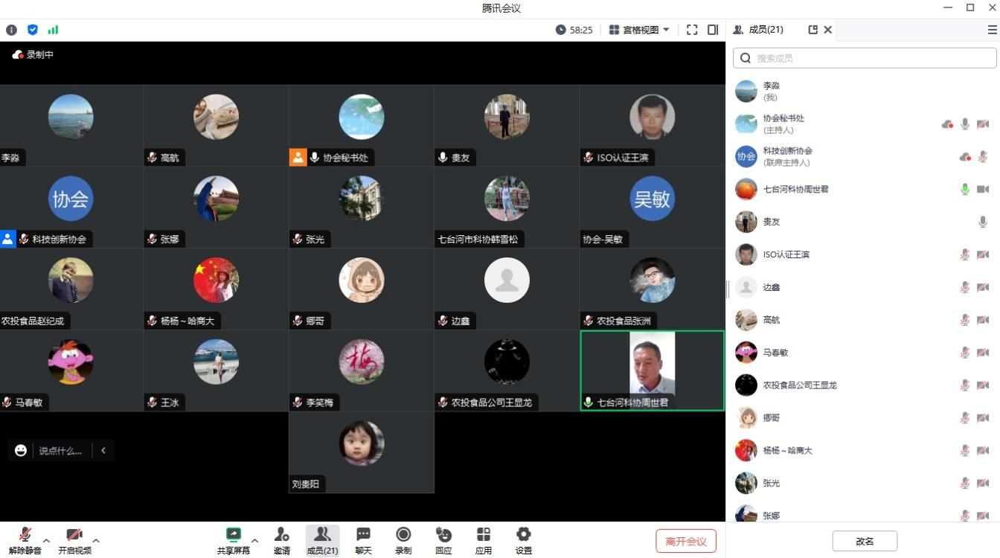 腾讯会议
58:25
宫格视图
成员(21)
录制中
搜索成员
李淼
高航
协会秘书处
贵友
ISO认证王滨
协会
吴敏
科技创新协会
张娜
张光
七台河市科协韩雪松
协会-吴敏
农投食品赵纪成
杨杨~哈商大
卿哥
边鑫
农投食品张洲
梅
马春敏
王冰
李笑梅
农投食品公司王显龙
七台河科协周世君
说点什么...
刘贵阳
李淼
(我)
协会秘书处
(主持人)
协会
科技创新协会
(联席主持人)
七台河科协周世君
贵友
ISO认证王滨
边鑫
高航
马春敏
农投食品公司王显龙
卿哥
杨杨~哈商大
张光
张娜
解除静音
开启视频
共享屏幕
邀请
成员(21)
聊天
录制
回应
应用
设置
离开会议
改名